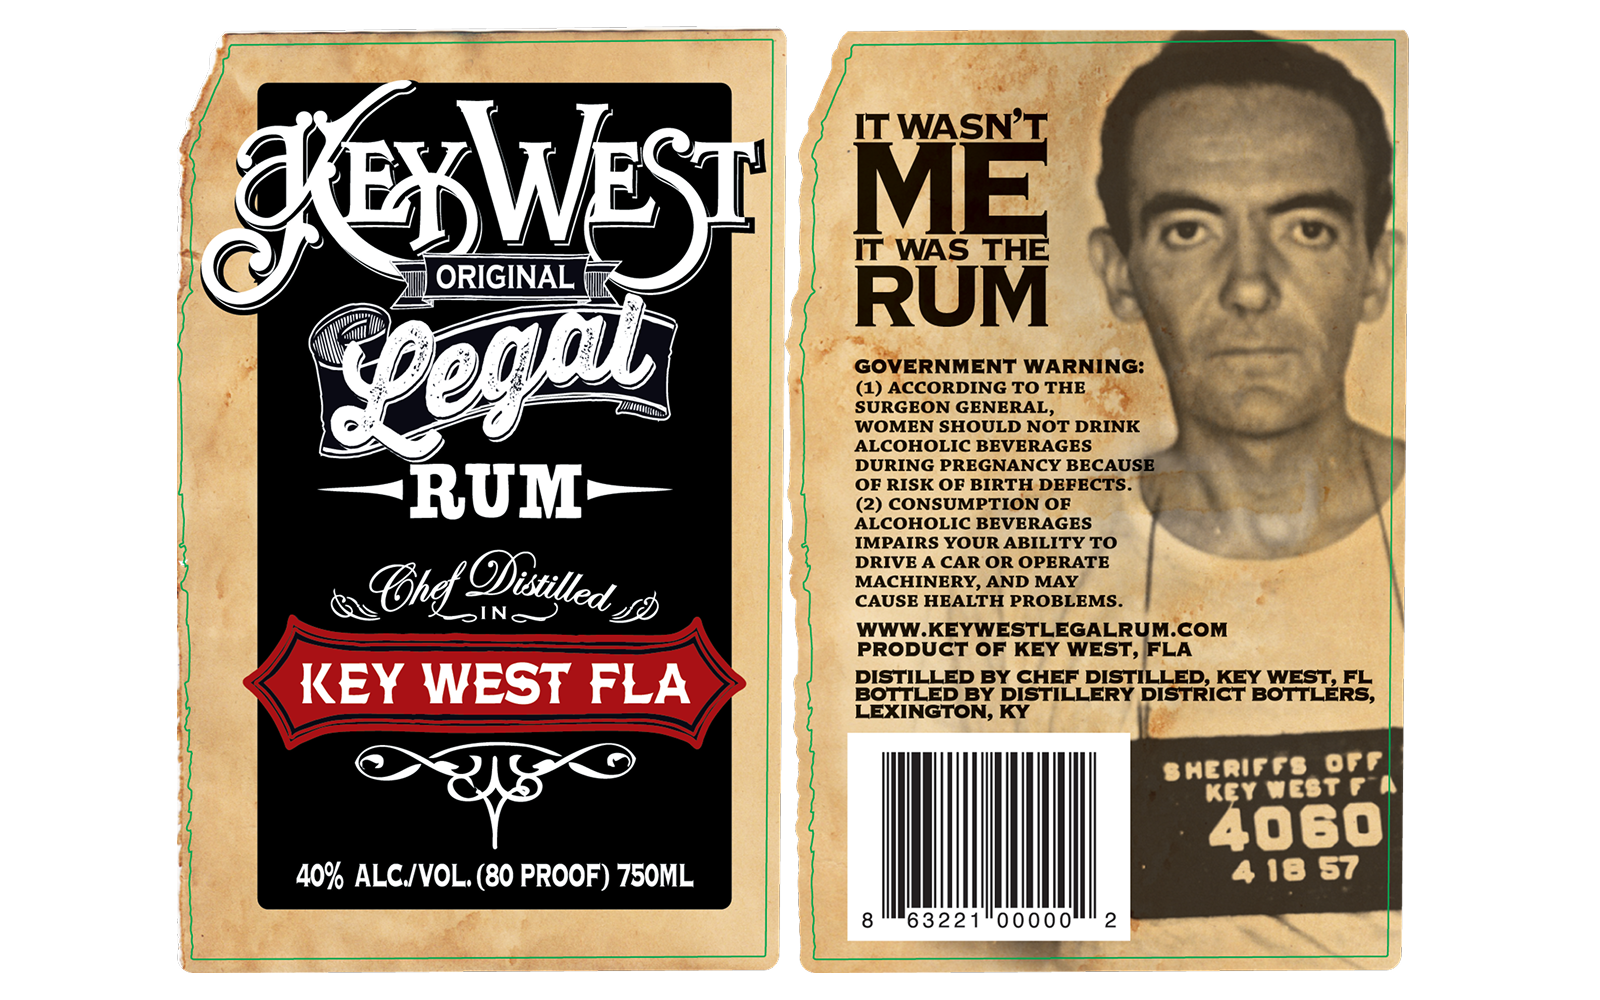 KEY WEST
ORIGINAL
Legal
RUM
Chef Distilled
IN
KEY WEST FLA
40% ALC./VOL. (80 PROOF) 750ML
IT WASN'T
ME
IT WAS THE
RUM
GOVERNMENT WARNING:
(1) ACCORDING TO THE
SURGEON GENERAL,
WOMEN SHOULD NOT DRINK
ALCOHOLIC BEVERAGES
DURING PREGNANCY BECAUSE
OF RISK OF BIRTH DEFECTS.
(2) CONSUMPTION OF
ALCOHOLIC BEVERAGES
IMPAIRS YOUR ABILITY TO
DRIVE A CAR OR OPERATE
MACHINERY, AND MAY
CAUSE HEALTH PROBLEMS.
WWW.KEYWESTLEGALRUM.COM
PRODUCT OF KEY WEST, FLA
DISTILLED BY CHEF DISTILLED, KEY WEST, FL
BOTTLED BY DISTILLERY DISTRICT BOTTLERS,
LEXINGTON, KY
SHERIFFS OFF
KEY WEST F A
4060
4 18 57
8 63221 00000 2